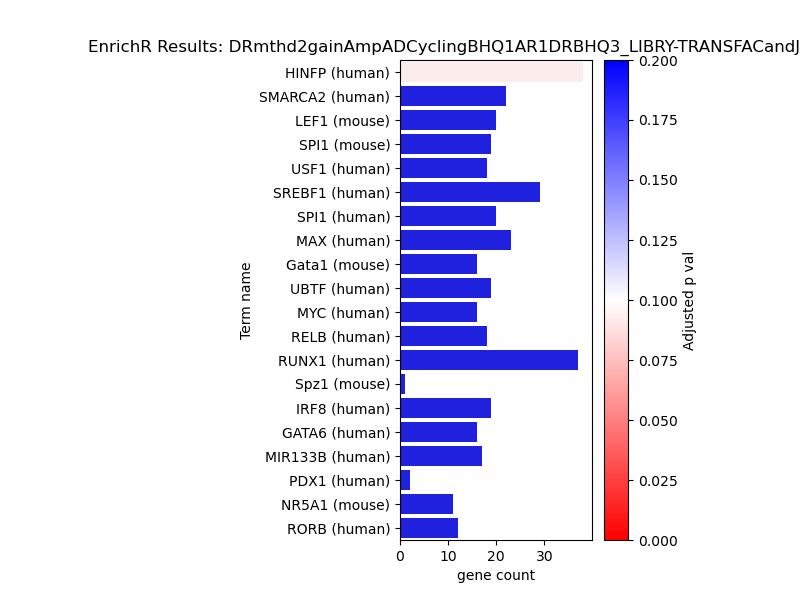 EnrichR Results: DRmthd2gainAmpADCyclingBHQ1AR1DRBHQ3_LIBRY-TRANSFACandJ
HINFP (human)
SMARCA2 (human)
LEF1 (mouse)
SPI1 (mouse)
USF1 (human)
SREBF1 (human)
SPI1 (human)
MAX (human)
Gata1 (mouse)
UBTF (human)
MYC (human)
RELB (human)
RUNX1 (human)
Spz1 (mouse)
IRF8 (human)
GATA6 (human)
MIR133B (human)
PDX1 (human)
NR5A1 (mouse)
RORB (human)
Term name
0 10 20 30
gene count
0.200
0.175
0.150
0.125
0.100
0.075
0.050
0.025
0.000
Adjusted p val